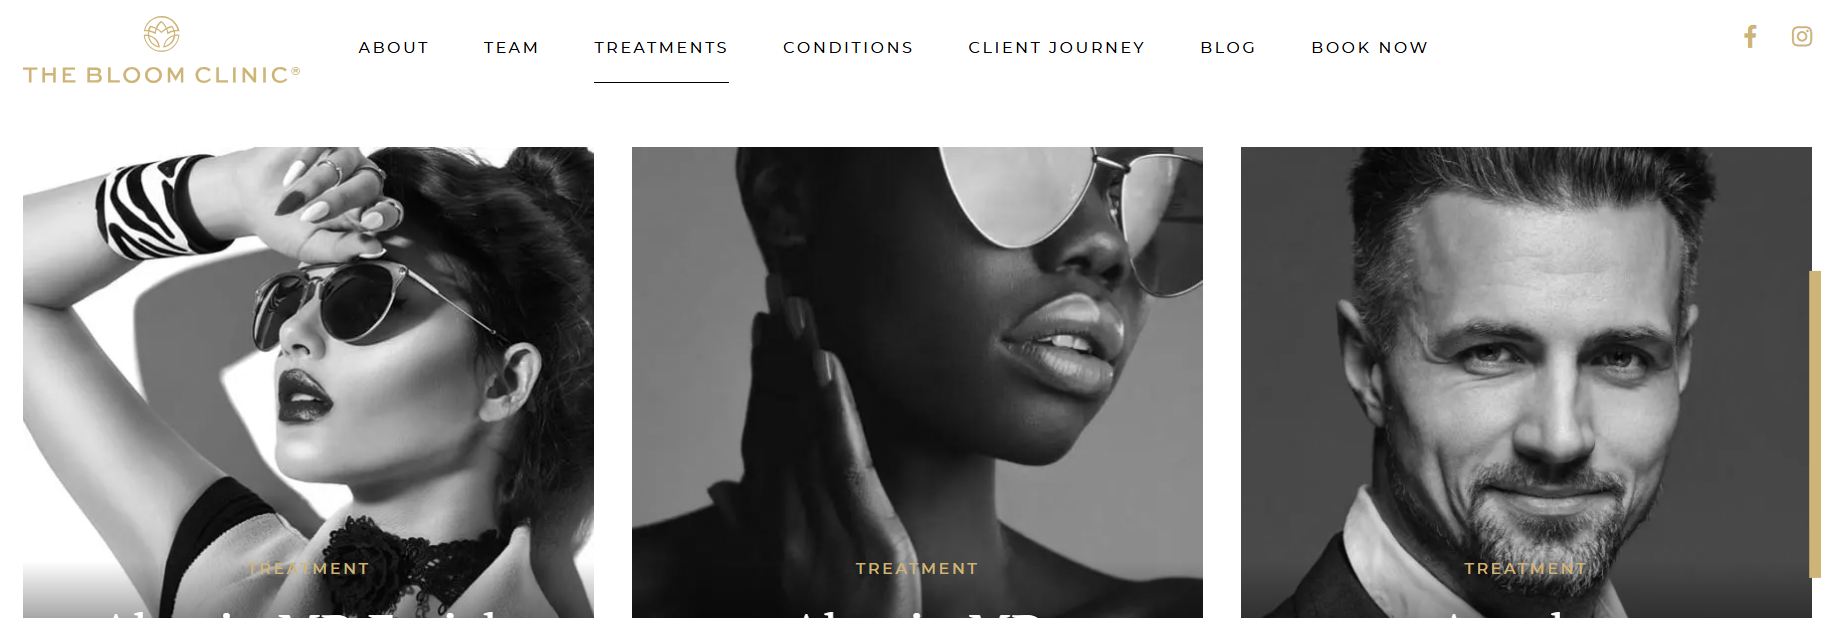 THE BLOOM CLINIC®
ABOUT
TEAM
TREATMENTS
CONDITIONS
CLIENT JOURNEY
BLOG
BOOK NOW
TREATMENT
TREATMENT
TREATMENT